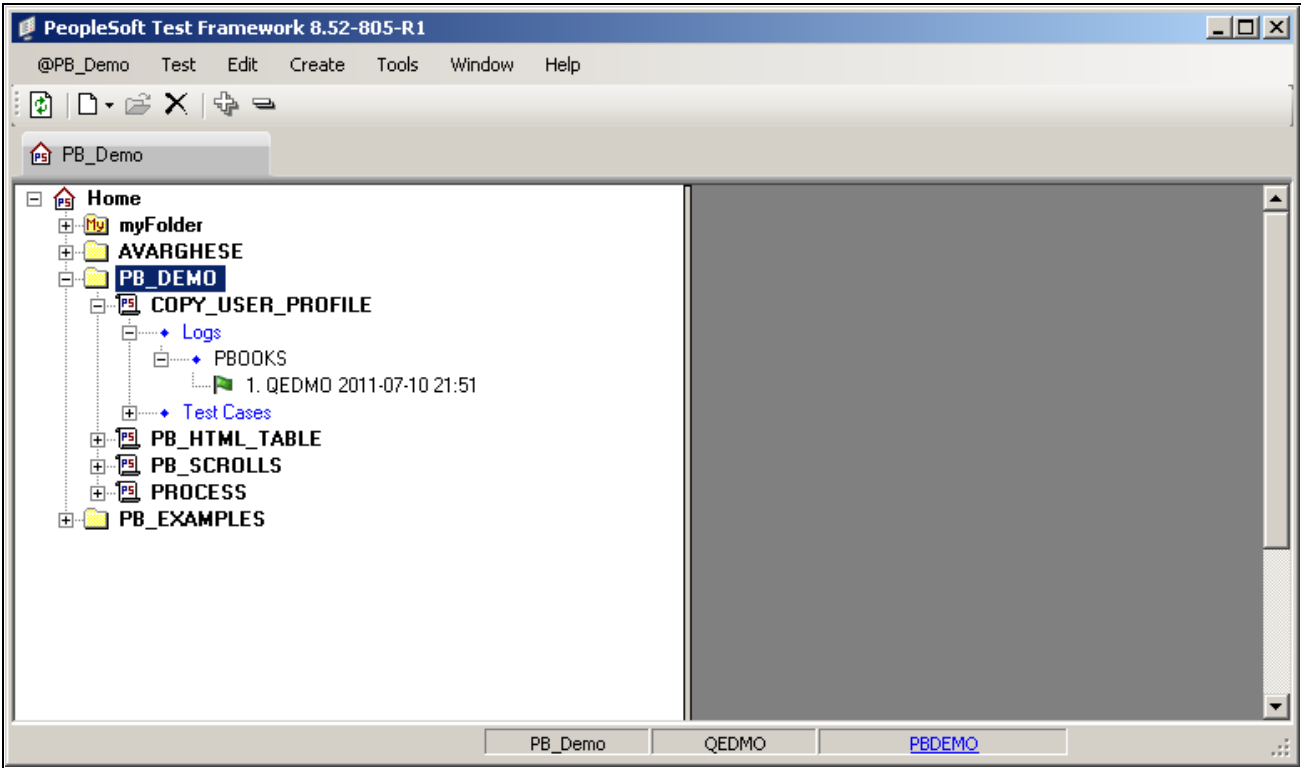 PeopleSoft Test Framework 8.52-805-R1
@PB_Demo Test Edit Create Tools Window Help
PB_Demo
Home
myFolder
AVARGHESE
PB_DEMO
COPY_USER_PROFILE
Logs
PBOOKS
1. QEDMO 2011-07-10 21:51
Test Cases
PB_HTML_TABLE
PB_SCROLLS
PROCESS
PB_EXAMPLES
PB_Demo QEDMO PBDEMO